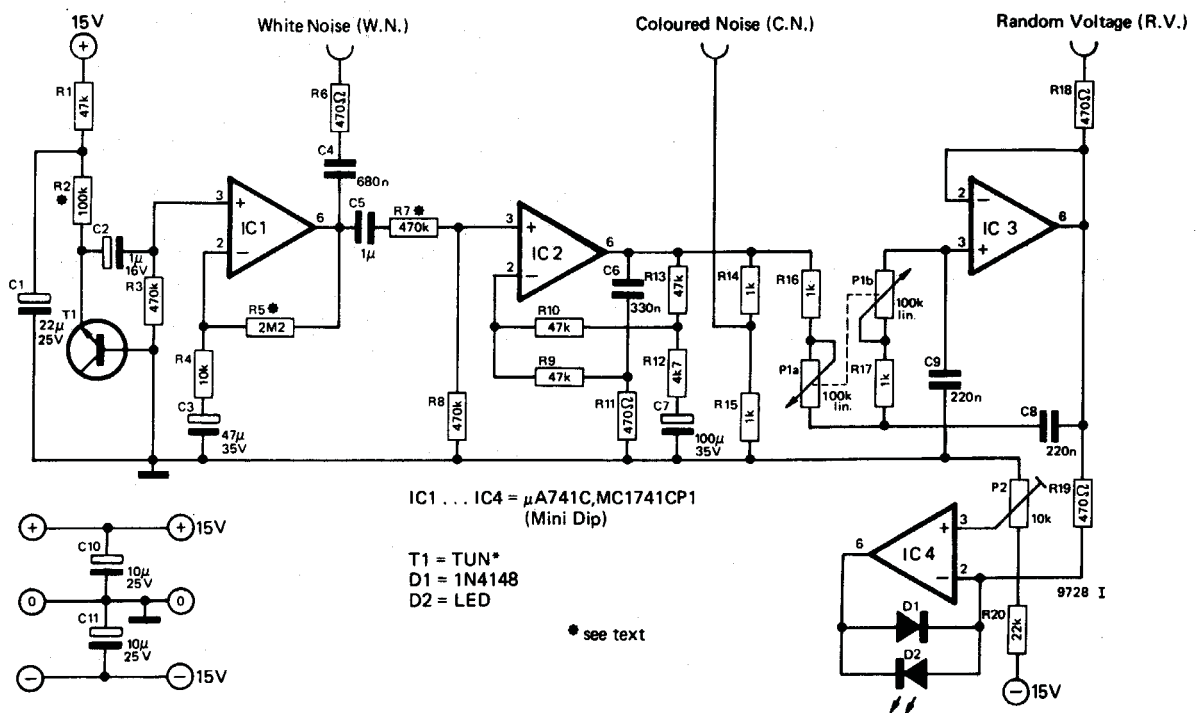 15V
White Noise (W.N.)
Coloured Noise (C.N.)
Random Voltage (R.V.)
+
R1
47k
R6
470Ω
R18
470Ω
C4
680n
R2
*
100k
C2
1µ
16V
3
+
IC1
6
2
−
C5
1µ
R7*
470k
3
+
IC2
6
2
−
C6
330n
R13
47k
R14
1k
R16
1k
P1b
100k
lin.
2
−
IC 3
6
3
+
C1
22µ
25V
R3
470k
T1
R5*
2M2
R4
10k
C3
47µ
35V
R8
470k
R10
47k
R9
47k
R12
4k7
R11
470Ω
C7
100µ
35V
R15
1k
P1a
100k
lin.
R17
1k
C9
220n
C8
220n
IC1 . . . IC4 = µA741C,MC1741CP1
(Mini Dip)
T1 = TUN*
D1 = 1N4148
D2 = LED
* see text
P2
10k
R19
470Ω
6
IC4
3
+
2
−
9728 I
D1
D2
R20
22k
−
15V
+
+
15V
C10
10µ
25V
0
0
C11
10µ
25V
−
−
15V